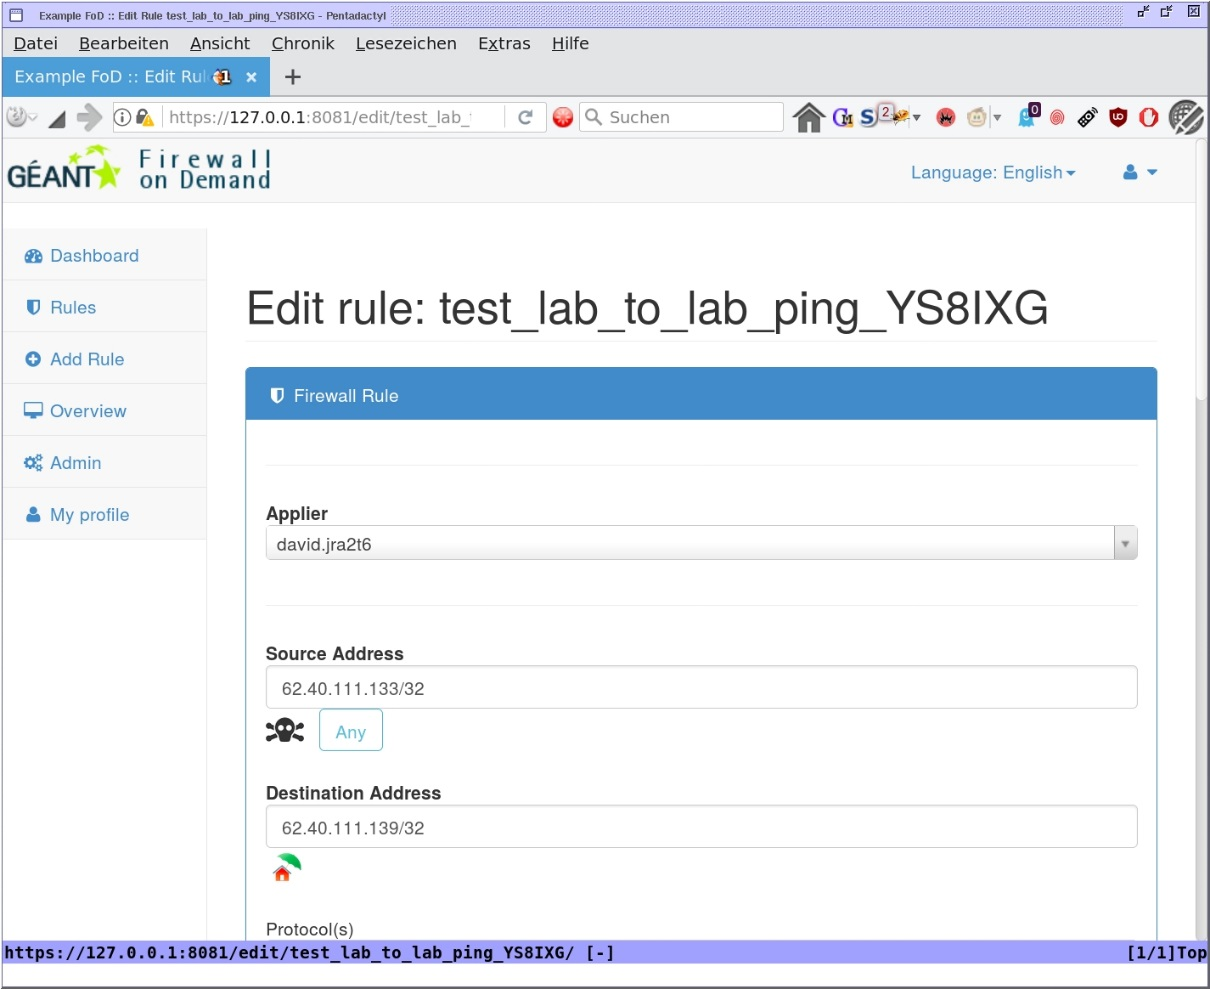 Example FoD :: Edit Rule test_lab_to_lab_ping_YS8IXG - Pentadactyl
Datei Bearbeiten Ansicht Chronik Lesezeichen Extras Hilfe
Example FoD :: Edit Rul 1 × +
https://127.0.0.1:8081/edit/test_lab_ Suchen 2 0
GÉANT Firewall
on Demand
Language: English
Dashboard
Rules
Add Rule
Overview
Admin
My profile
Edit rule: test_lab_to_lab_ping_YS8IXG
Firewall Rule
Applier
david.jra2t6
Source Address
62.40.111.133/32
Any
Destination Address
62.40.111.139/32
Protocol(s)
https://127.0.0.1:8081/edit/test_lab_to_lab_ping_YS8IXG/ [-] [1/1]Top